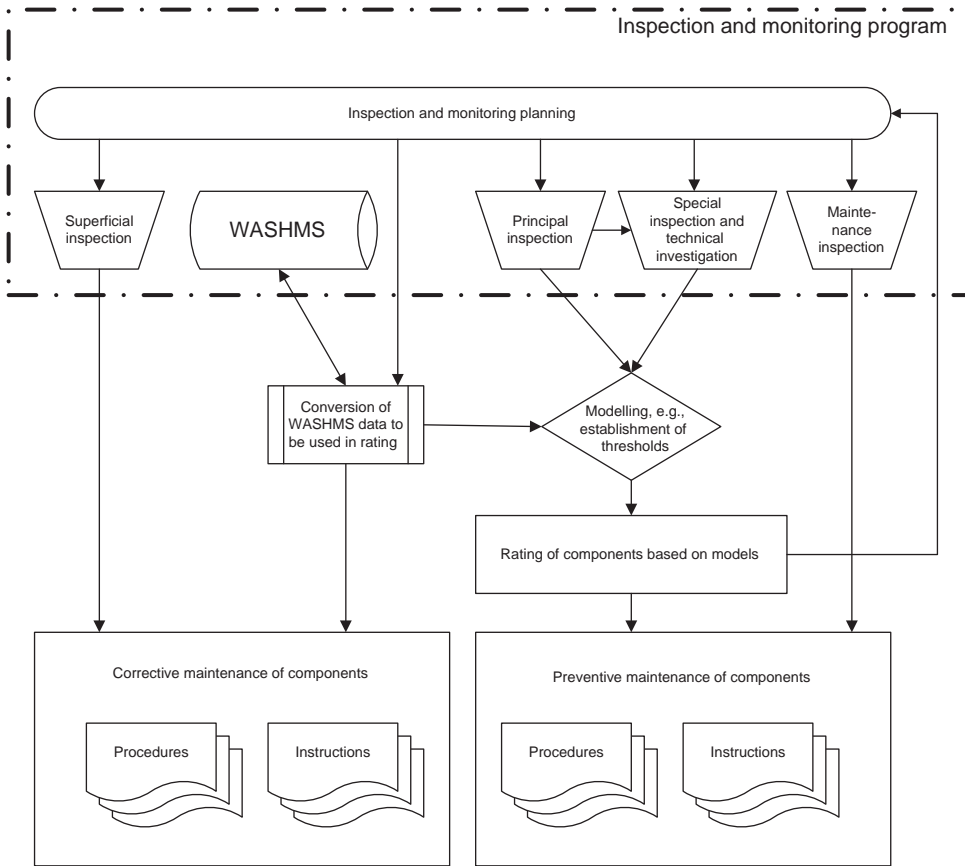 Inspection and monitoring program
Inspection and monitoring planning
Superficial
inspection
WASHMS
Principal
inspection
Special
inspection and
technical
investigation
Mainte-
nance
inspection
Conversion of
WASHMS data to
be used in rating
Modelling, e.g.,
establishment of
thresholds
Rating of components based on models
Corrective maintenance of components
Procedures
Instructions
Preventive maintenance of components
Procedures
Instructions